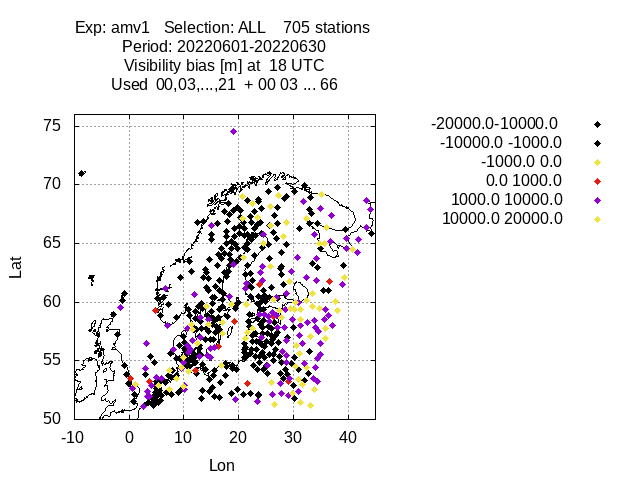 Exp: amv1 Selection: ALL 705 stations
Period: 20220601-20220630
Visibility bias [m] at 18 UTC
Used 00,03,...,21 + 00 03 ... 66
-20000.0-10000.0
-10000.0 -1000.0
-1000.0 0.0
0.0 1000.0
1000.0 10000.0
10000.0 20000.0
75
70
65
60
55
50
Lat
-10 0 10 20 30 40
Lon